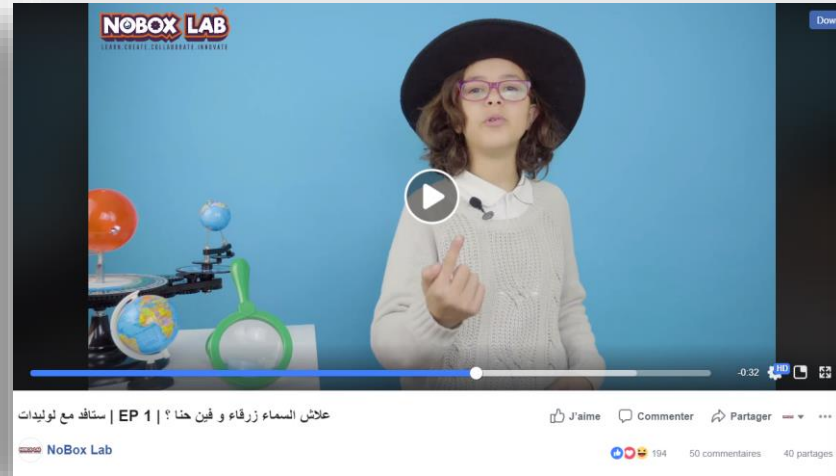 NOBOX LAB
LEARN.CREATE.COLLABORATE.INNOVATE
Dow
-0:32 HD
علاش السماء زرقاء و فين حنا ؟ | EP 1 | ستافد مع لوليدات
J'aime Commenter Partager
NoBox Lab
194 50 commentaires 40 partages